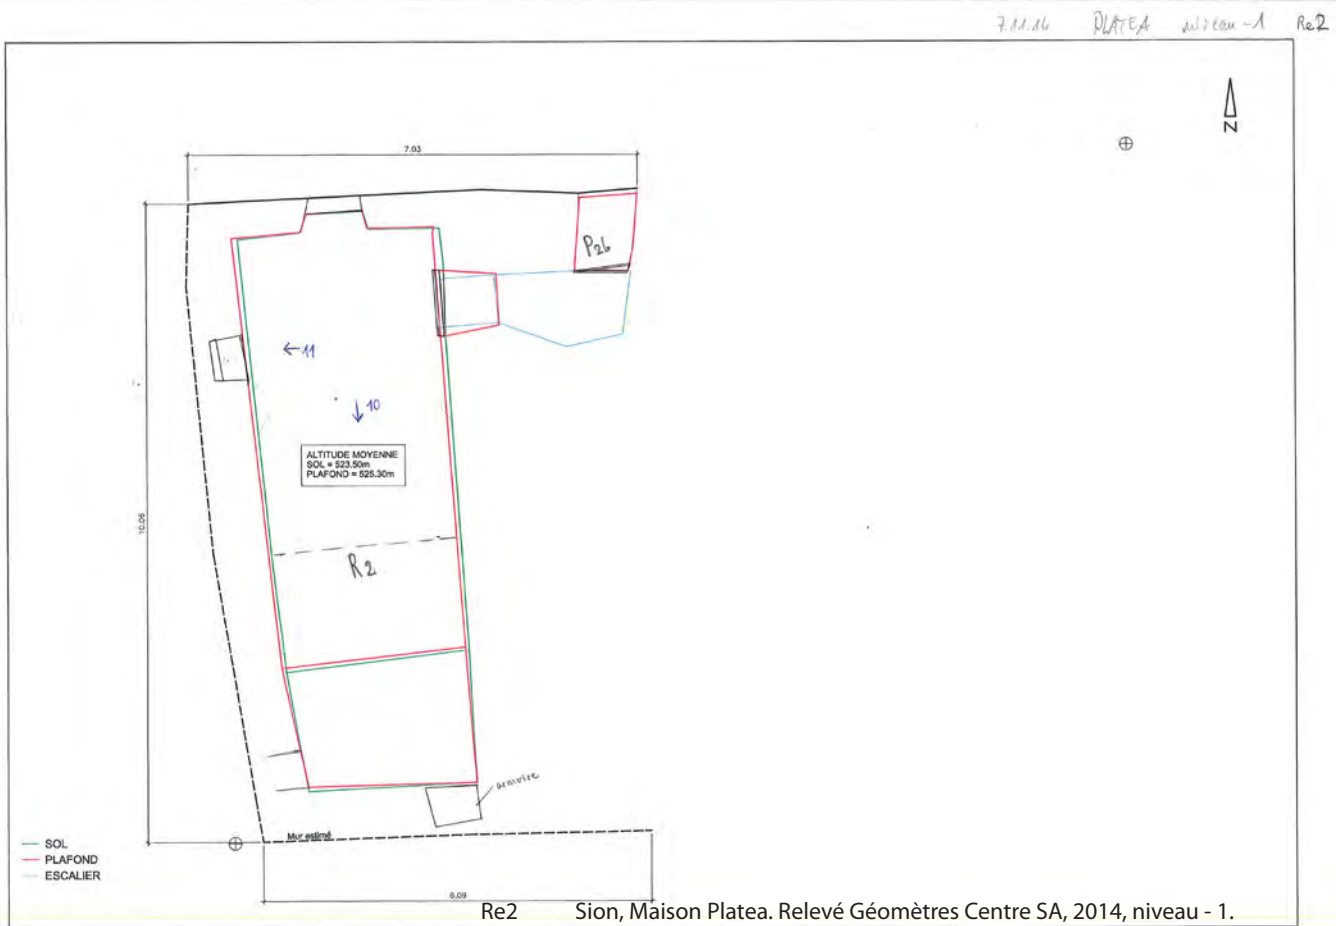 7.11.16 PLATEA niveau -1 Re2
N
7.03
P2b
←11
↓10
ALTITUDE MOYENNE
SOL = 523.50m
PLAFOND = 525.30m
10.06
R2
armoire
Mur estimé
SOL
PLAFOND
ESCALIER
6.09
Re2 Sion, Maison Platea. Relevé Géomètres Centre SA, 2014, niveau - 1.